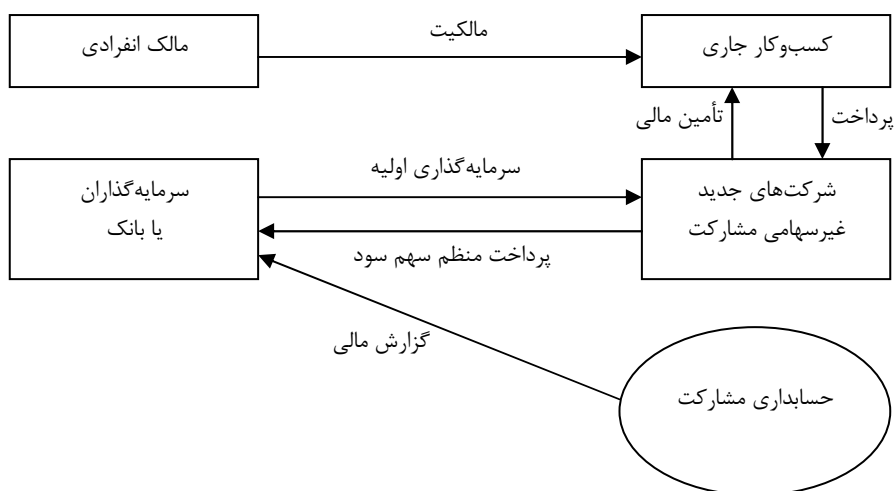 کسب‌وکار جاری
مالکیت
مالک انفرادی
پرداخت
تأمین مالی
شرکت‌های جدید
غیرسهامی مشارکت
سرمایه‌گذاری اولیه
سرمایه‌گذاران
یا بانک
پرداخت منظم سهم سود
گزارش مالی
حسابداری مشارکت